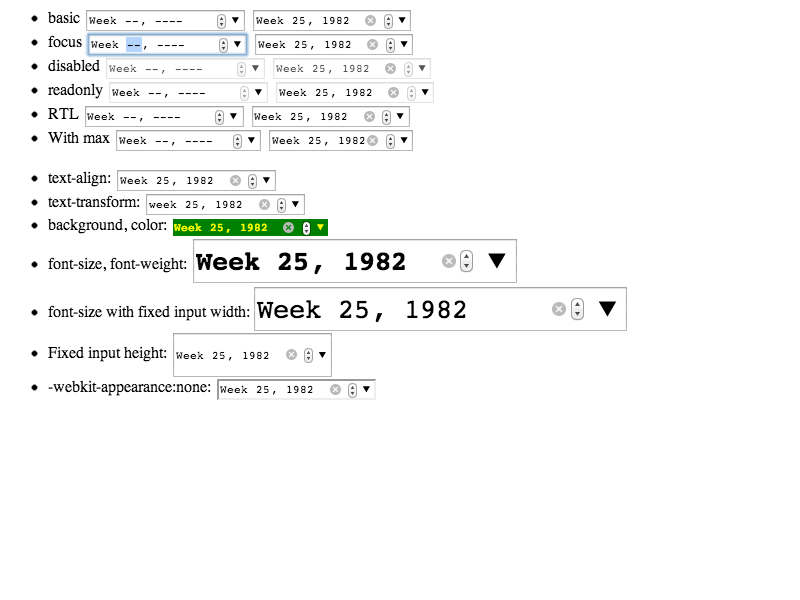 basic Week --, ---- Week 25, 1982
focus Week --, ---- Week 25, 1982
disabled Week --, ---- Week 25, 1982
readonly Week --, ---- Week 25, 1982
RTL Week --, ---- Week 25, 1982
With max Week --, ---- Week 25, 1982
text-align: Week 25, 1982
text-transform: week 25, 1982
background, color: Week 25, 1982
font-size, font-weight: Week 25, 1982
font-size with fixed input width: Week 25, 1982
Fixed input height: Week 25, 1982
-webkit-appearance:none: Week 25, 1982